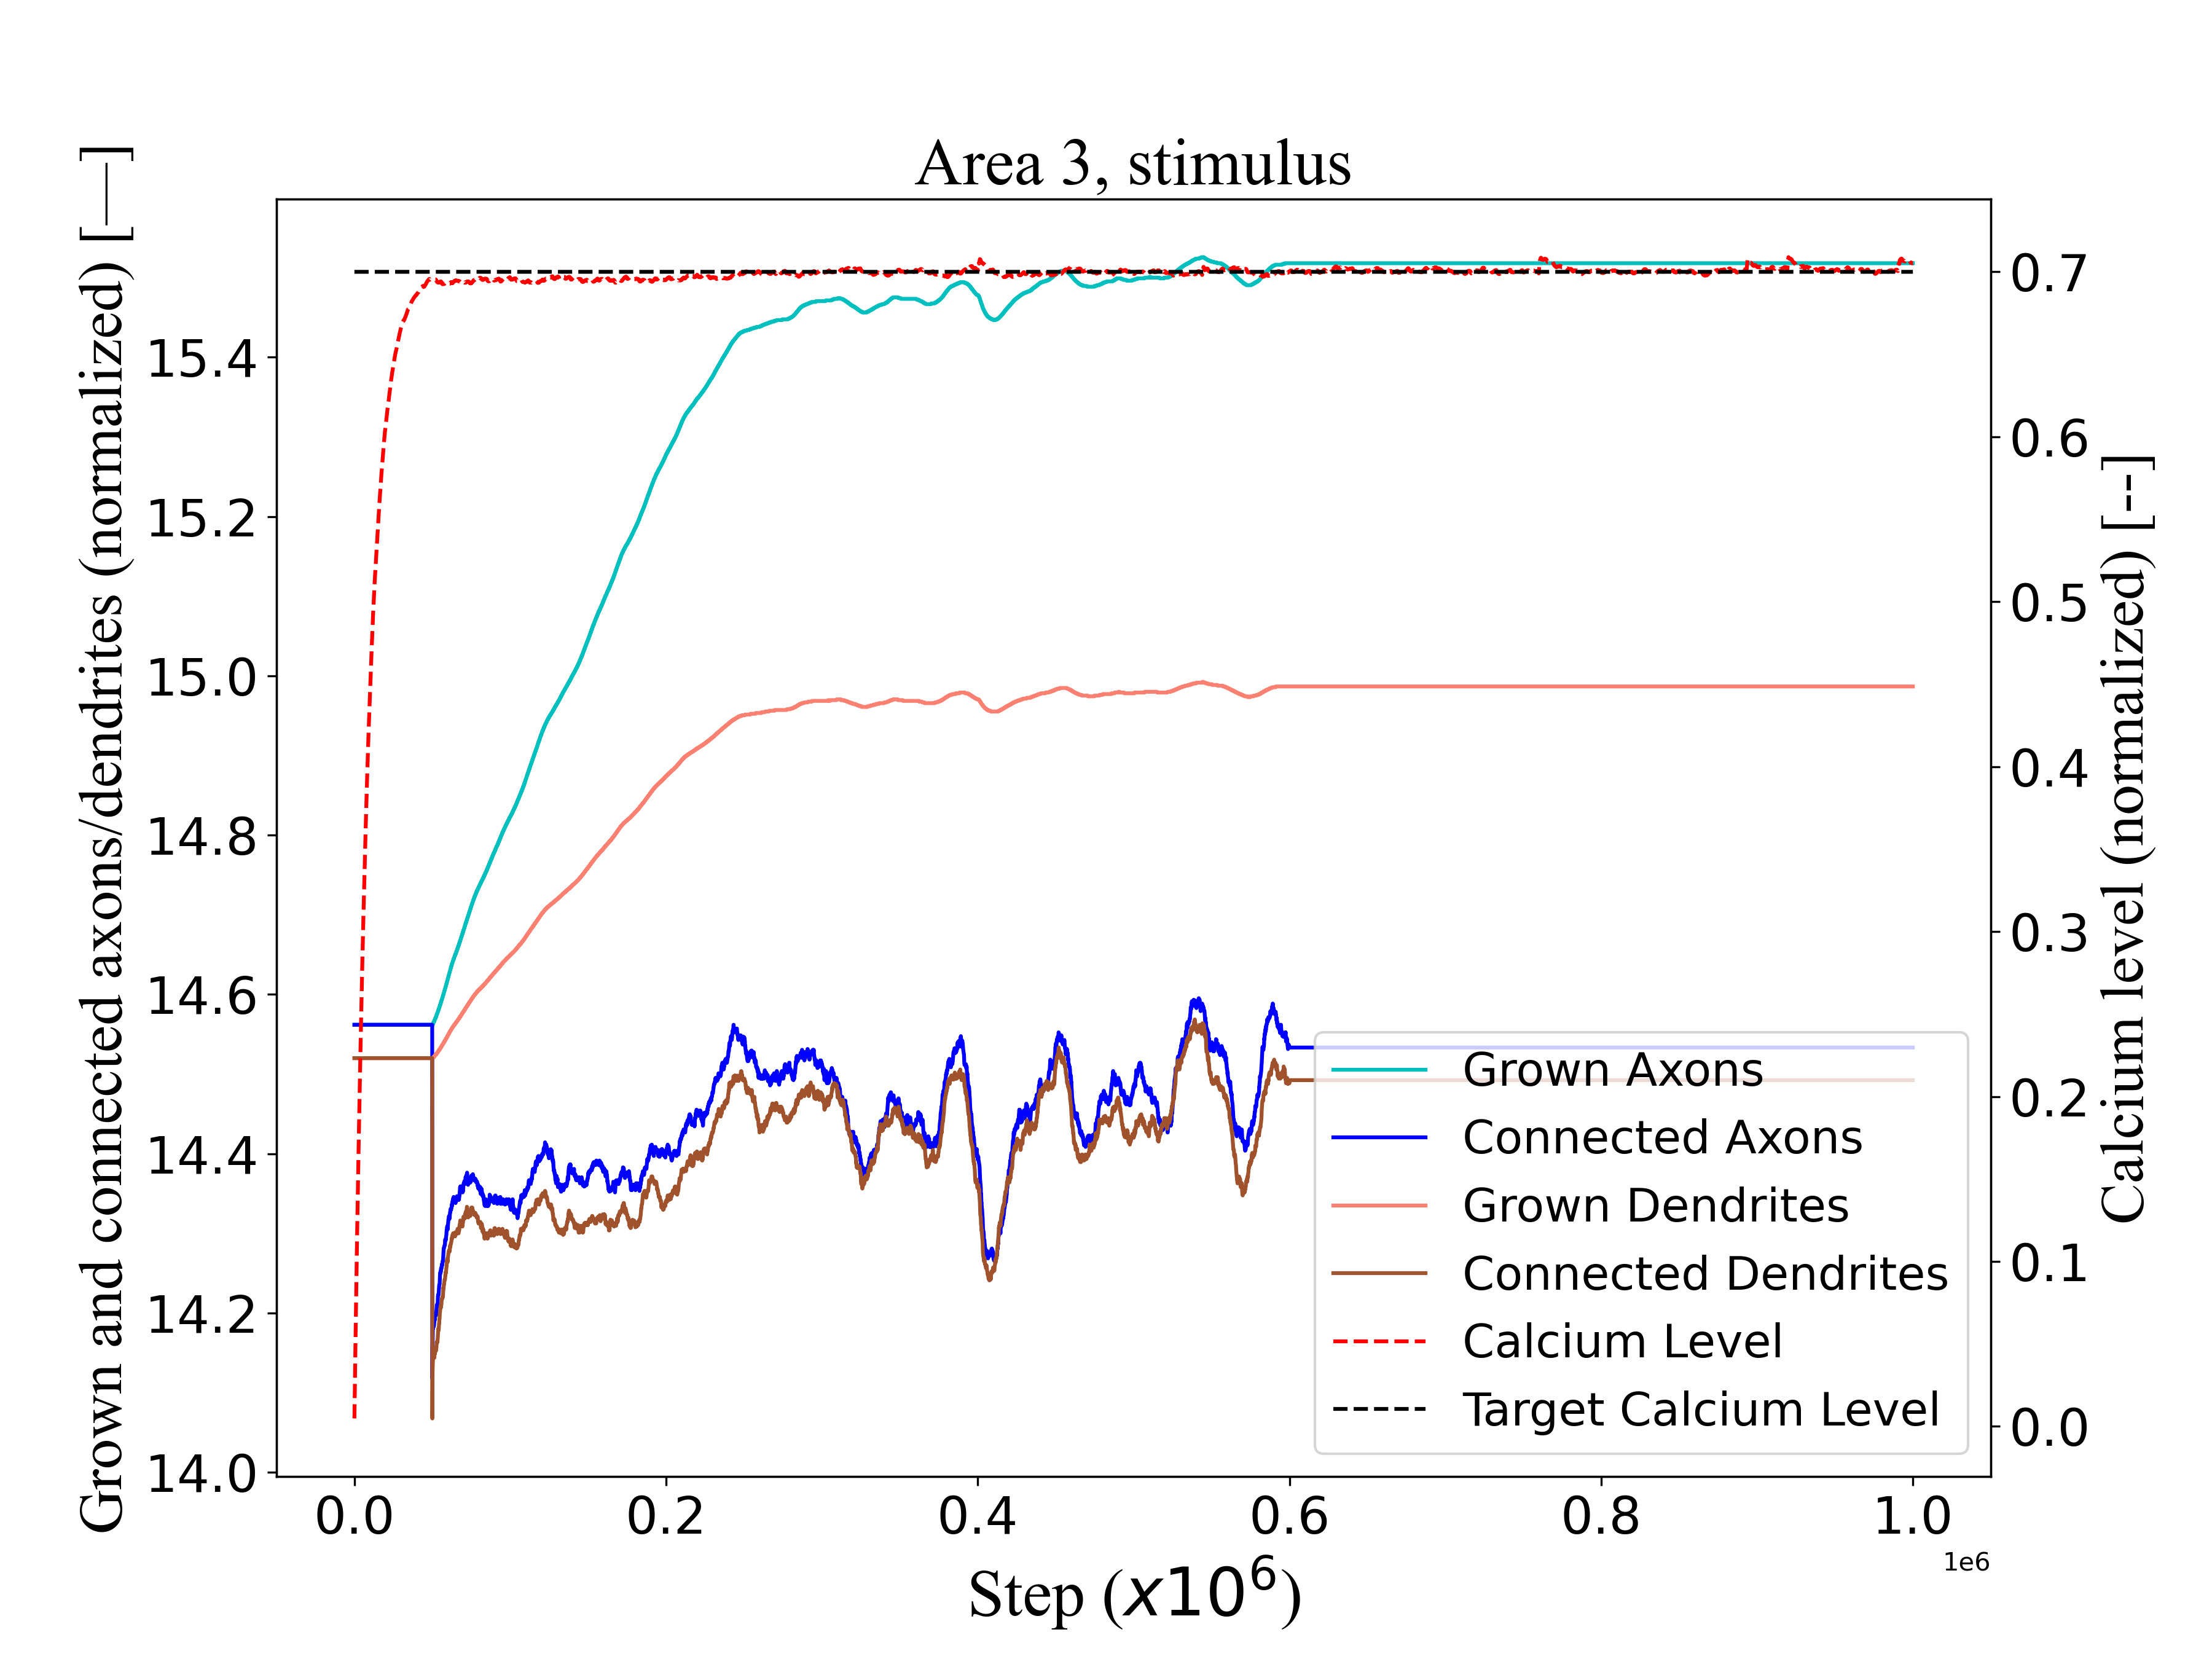 Area 3, stimulus
Grown and connected axons/dendrites (normalized) [—]
15.4
15.2
15.0
14.8
14.6
14.4
14.2
14.0
0.7
0.6
0.5
0.4
0.3
0.2
0.1
0.0
Calcium level (normalized) [--]
Grown Axons
Connected Axons
Grown Dendrites
Connected Dendrites
Calcium Level
Target Calcium Level
0.0 0.2 0.4 0.6 0.8 1.0
1e6
Step (x10⁶)